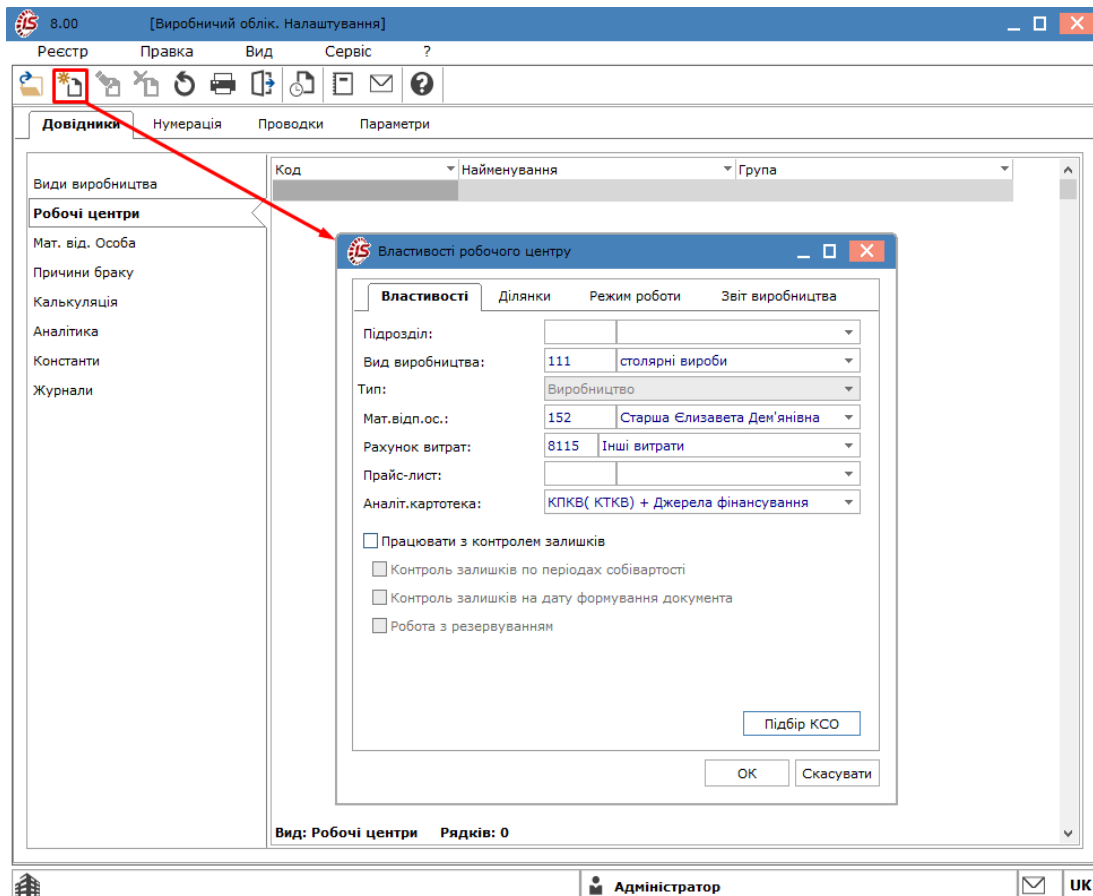 8.00 [Виробничий облік. Налаштування]
Реєстр Правка Вид Сервіс ?
Довідники Нумерація Проводки Параметри
Види виробництва
Робочі центри
Мат. від. Особа
Причини браку
Калькуляція
Аналітика
Константи
Журнали
Код Найменування Група
Властивості робочого центру
Властивості Ділянки Режим роботи Звіт виробництва
Підрозділ:
Вид виробництва: 111 столярні вироби
Тип: Виробництво
Мат.відп.ос.: 152 Старша Єлизавета Дем'янівна
Рахунок витрат: 8115 Інші витрати
Прайс-лист:
Аналіт.картотека: КПКВ( КТКВ) + Джерела фінансування
Працювати з контролем залишків
Контроль залишків по періодах собівартості
Контроль залишків на дату формування документа
Робота з резервуванням
Підбір КСО
OK Скасувати
Вид: Робочі центри Рядків: 0
Адміністратор UK